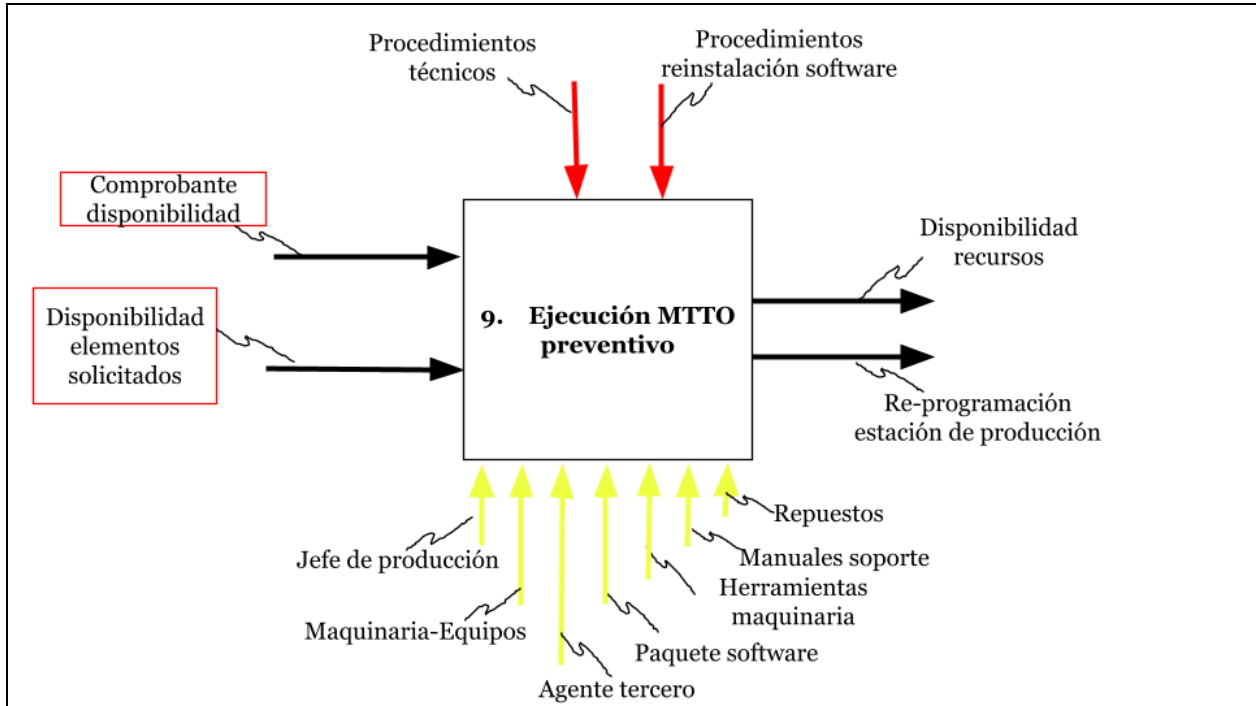 Procedimientos
técnicos
Procedimientos
reinstalación software
Comprobante
disponibilidad
Disponibilidad
elementos
solicitados
9. Ejecución MTTO
preventivo
Disponibilidad
recursos
Re-programación
estación de producción
Jefe de producción
Maquinaria-Equipos
Agente tercero
Paquete software
Herramientas
maquinaria
Manuales soporte
Repuestos